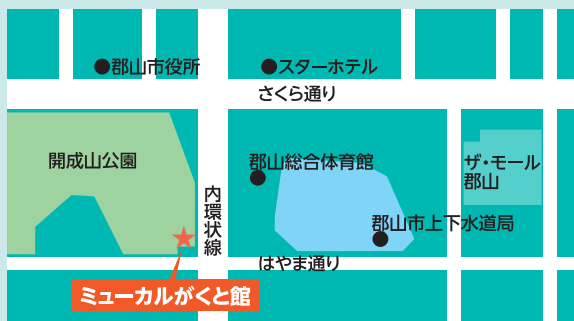 郡山市役所
スターホテル
さくら通り
開成山公園
郡山総合体育館
ザ・モール
郡山
内環状線
郡山市上下水道局
はやま通り
ミューカルがくと館